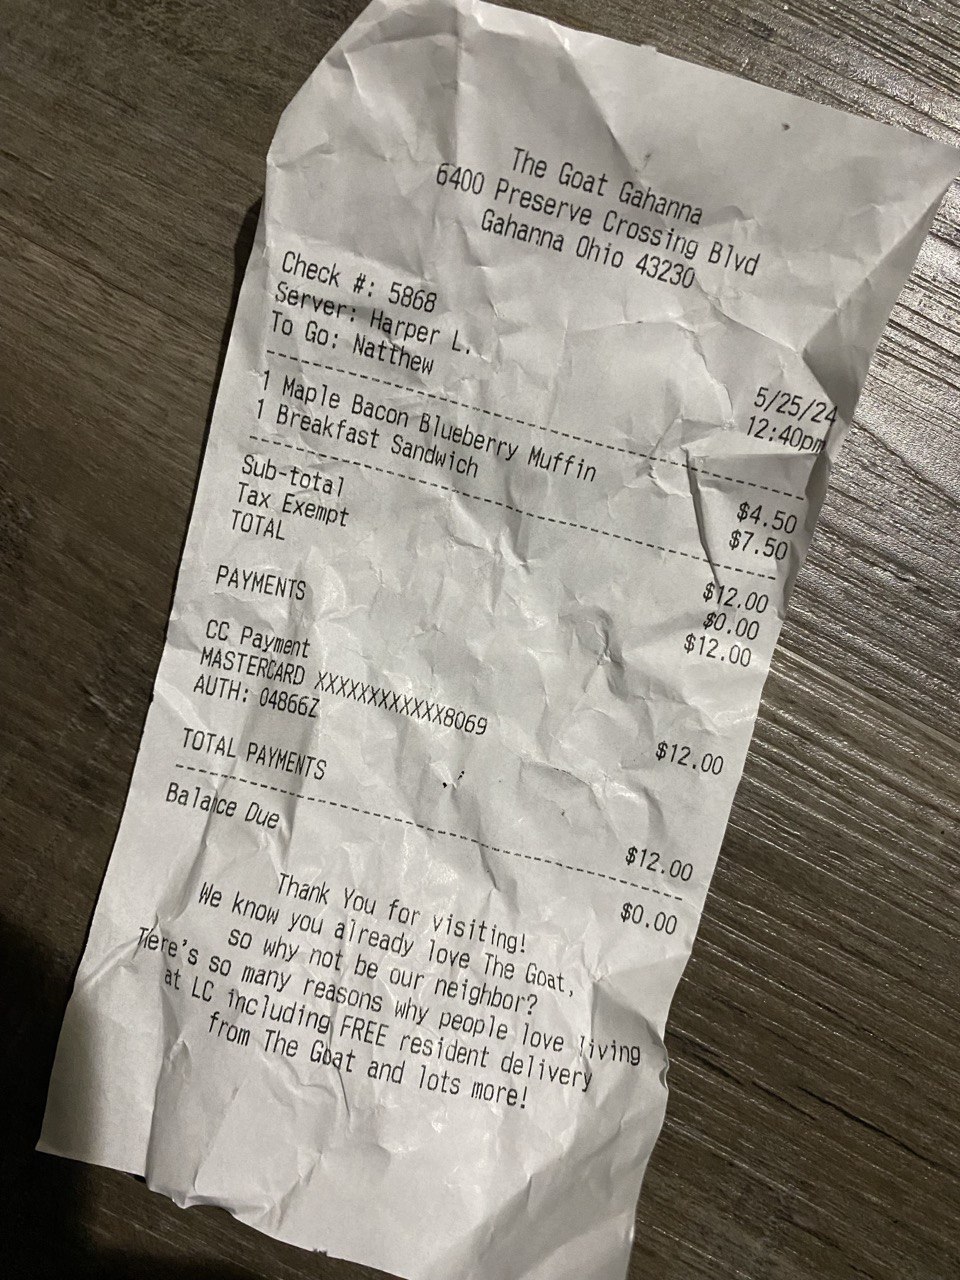 The Goat Gahanna
6400 Preserve Crossing Blvd
Gahanna Ohio 43230
Check #: 5868
Server: Harper L.
To Go: Natthew
5/25/24
12:40pm
1 Maple Bacon Blueberry Muffin $4.50
1 Breakfast Sandwich $7.50
Sub-total $12.00
Tax Exempt $0.00
TOTAL $12.00
PAYMENTS
CC Payment $12.00
MASTERCARD XXXXXXXXXXXX8069
AUTH: 04866Z
TOTAL PAYMENTS $12.00
Balance Due $0.00
Thank You for visiting!
We know you already love The Goat,
so why not be our neighbor?
There's so many reasons why people love living
at LC including FREE resident delivery
from The Goat and lots more!